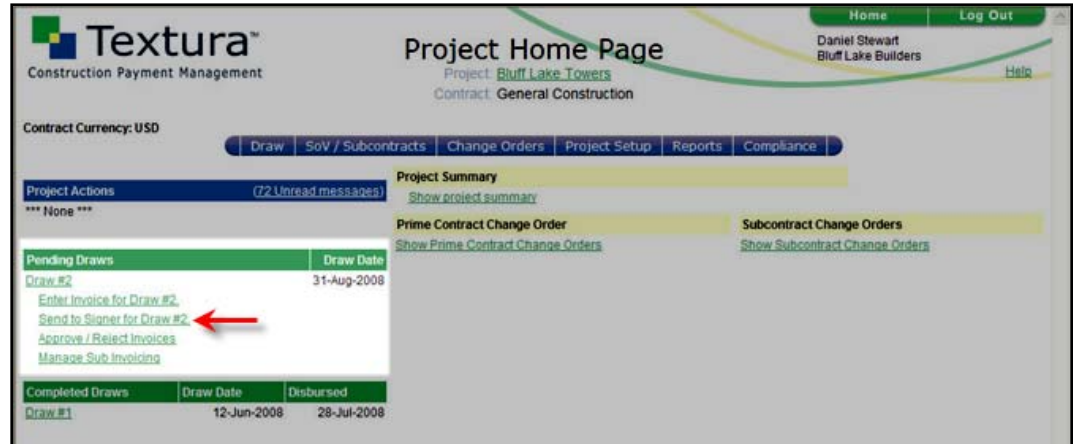 Home Log Out
Textura™
Construction Payment Management
Project Home Page
Project: Bluff Lake Towers
Contract: General Construction
Daniel Stewart
Bluff Lake Builders
Help
Contract Currency: USD
Draw SoV / Subcontracts Change Orders Project Setup Reports Compliance
Project Actions (72 Unread messages)
*** None ***
Project Summary
Show project summary
Prime Contract Change Order
Show Prime Contract Change Orders
Subcontract Change Orders
Show Subcontract Change Orders
Pending Draws Draw Date
Draw #2 31-Aug-2008
Enter Invoice for Draw #2.
Send to Signer for Draw #2.
Approve / Reject Invoices
Manage Sub Invoicing
Completed Draws Draw Date Disbursed
Draw #1 12-Jun-2008 28-Jul-2008